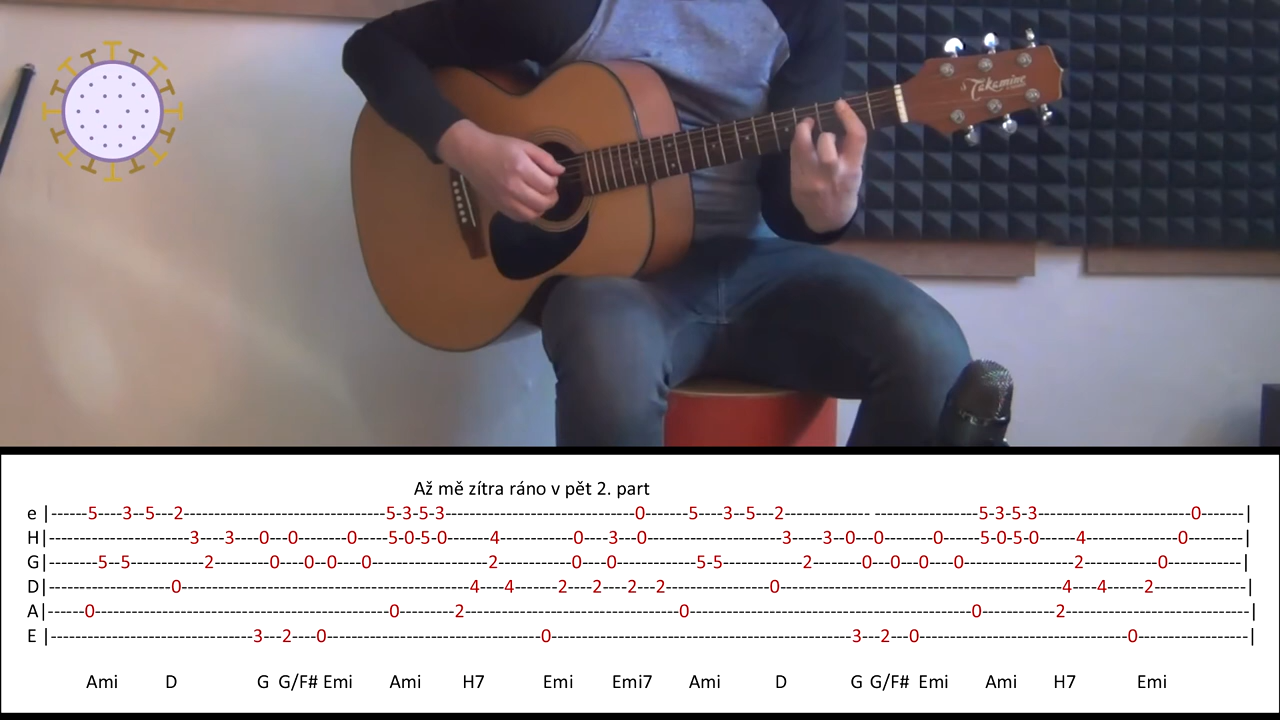 Takamine
Až mě zítra ráno v pět 2. part
e |------5----3--5---2-----------------------------------5-3-5-3---------------------------------0-------5-----3---5---2--------------- ----------------5-3-5-3---------------------------0-------|
H|-----------------------3----3----0---0---------0-----5-0-5-0-------4-------------0-----3---0-----------------------3-----3--0---0---------0------5-0-5-0------4----------------0----------|
G|--------5--5-------------2----------0----0---0----0--------------------2-------------0-----0--------------5-5--------------2---------0---0---0----0-------------------2-------------0-------------|
D|---------------------0---------------------------------------------------4----4-------2----2----2---2------------------0-------------------------------------------------4----4------2---------------|
A|------0--------------------------------------------------0----------2--------------------------------------0-------------------------------------------------0------------2---------------------------|
E |-----------------------------------3---2----0-------------------------------------0----------------------------------------------------3---2---0-----------------------------------0------------------|
Ami D G G/F# Emi Ami H7 Emi Emi7 Ami D G G/F# Emi Ami H7 Emi